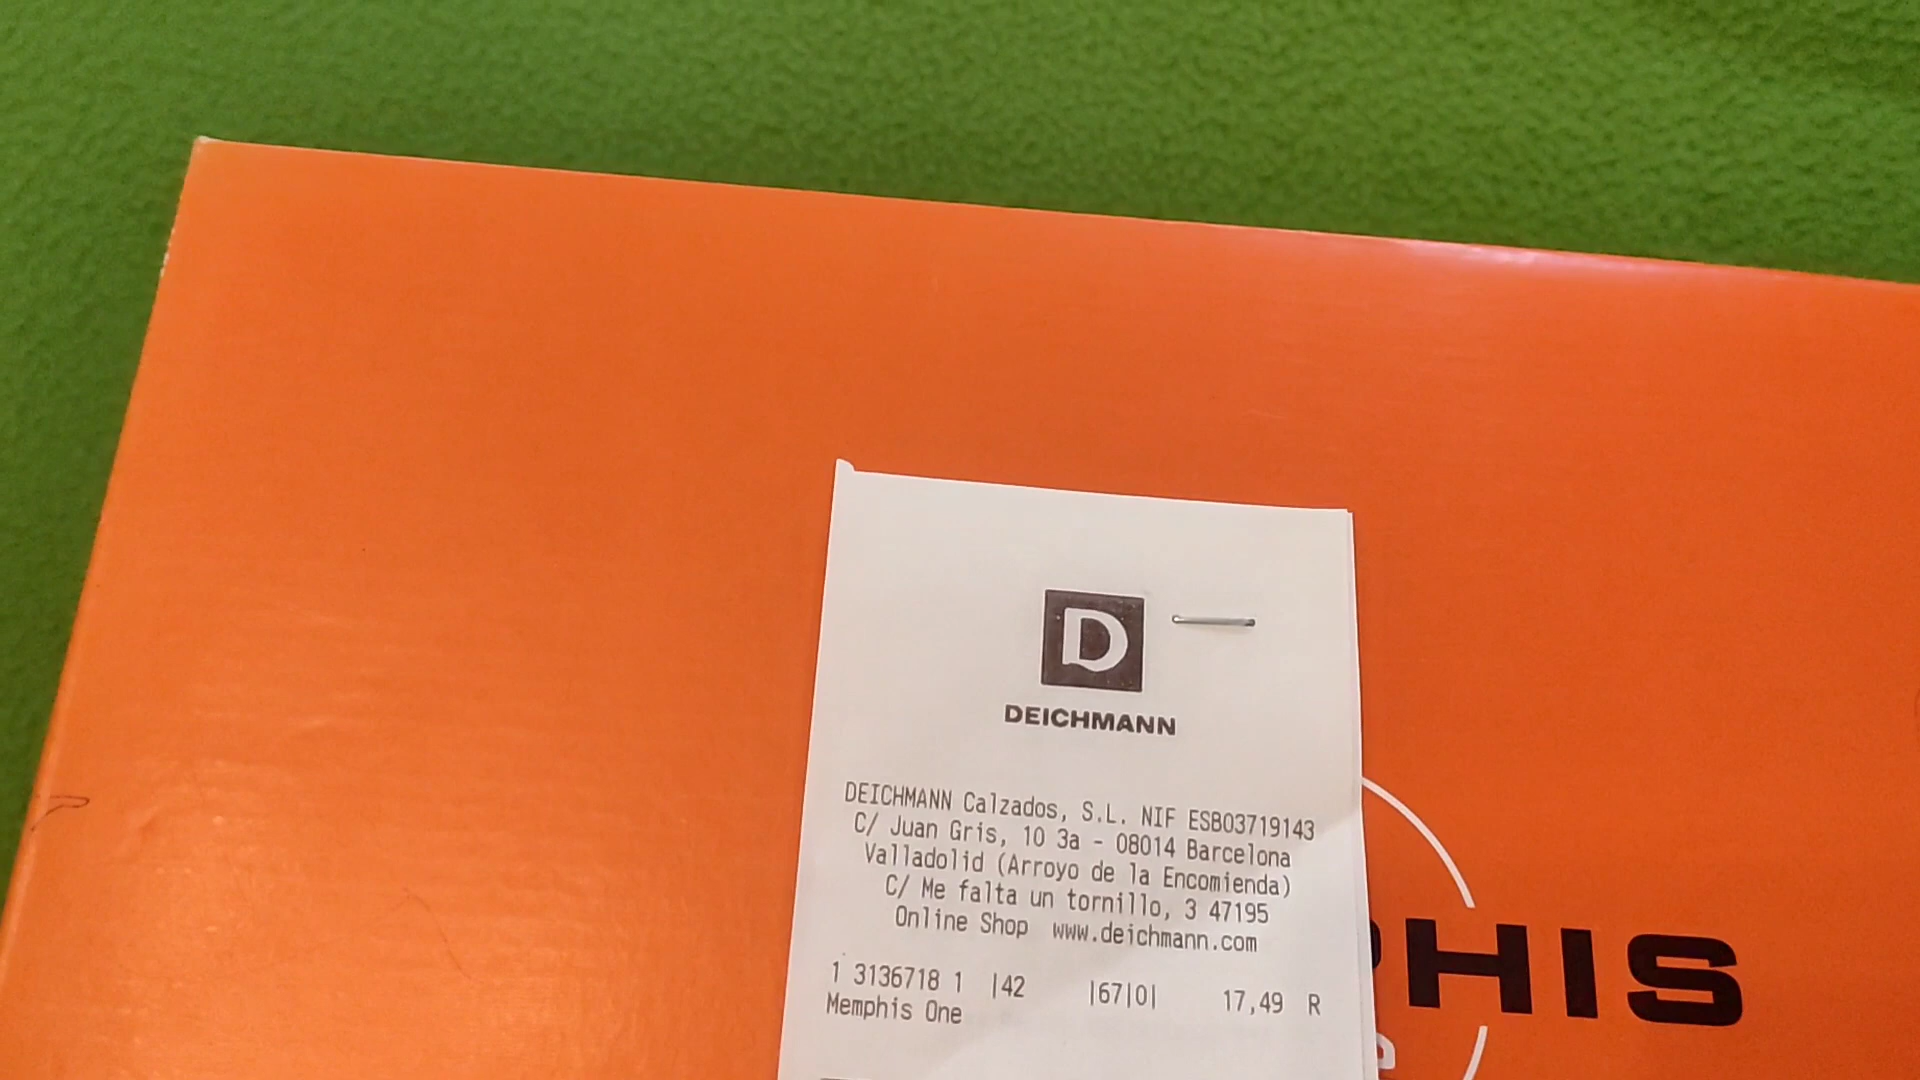 D
DEICHMANN
DEICHMANN Calzados, S.L. NIF ESB03719143
C/ Juan Gris, 10 3a - 08014 Barcelona
Valladolid (Arroyo de la Encomienda)
C/ Me falta un tornillo, 3 47195
Online Shop www.deichmann.com
1 3136718 1 |42 |67|0| 17,49 R
Memphis One
PHIS